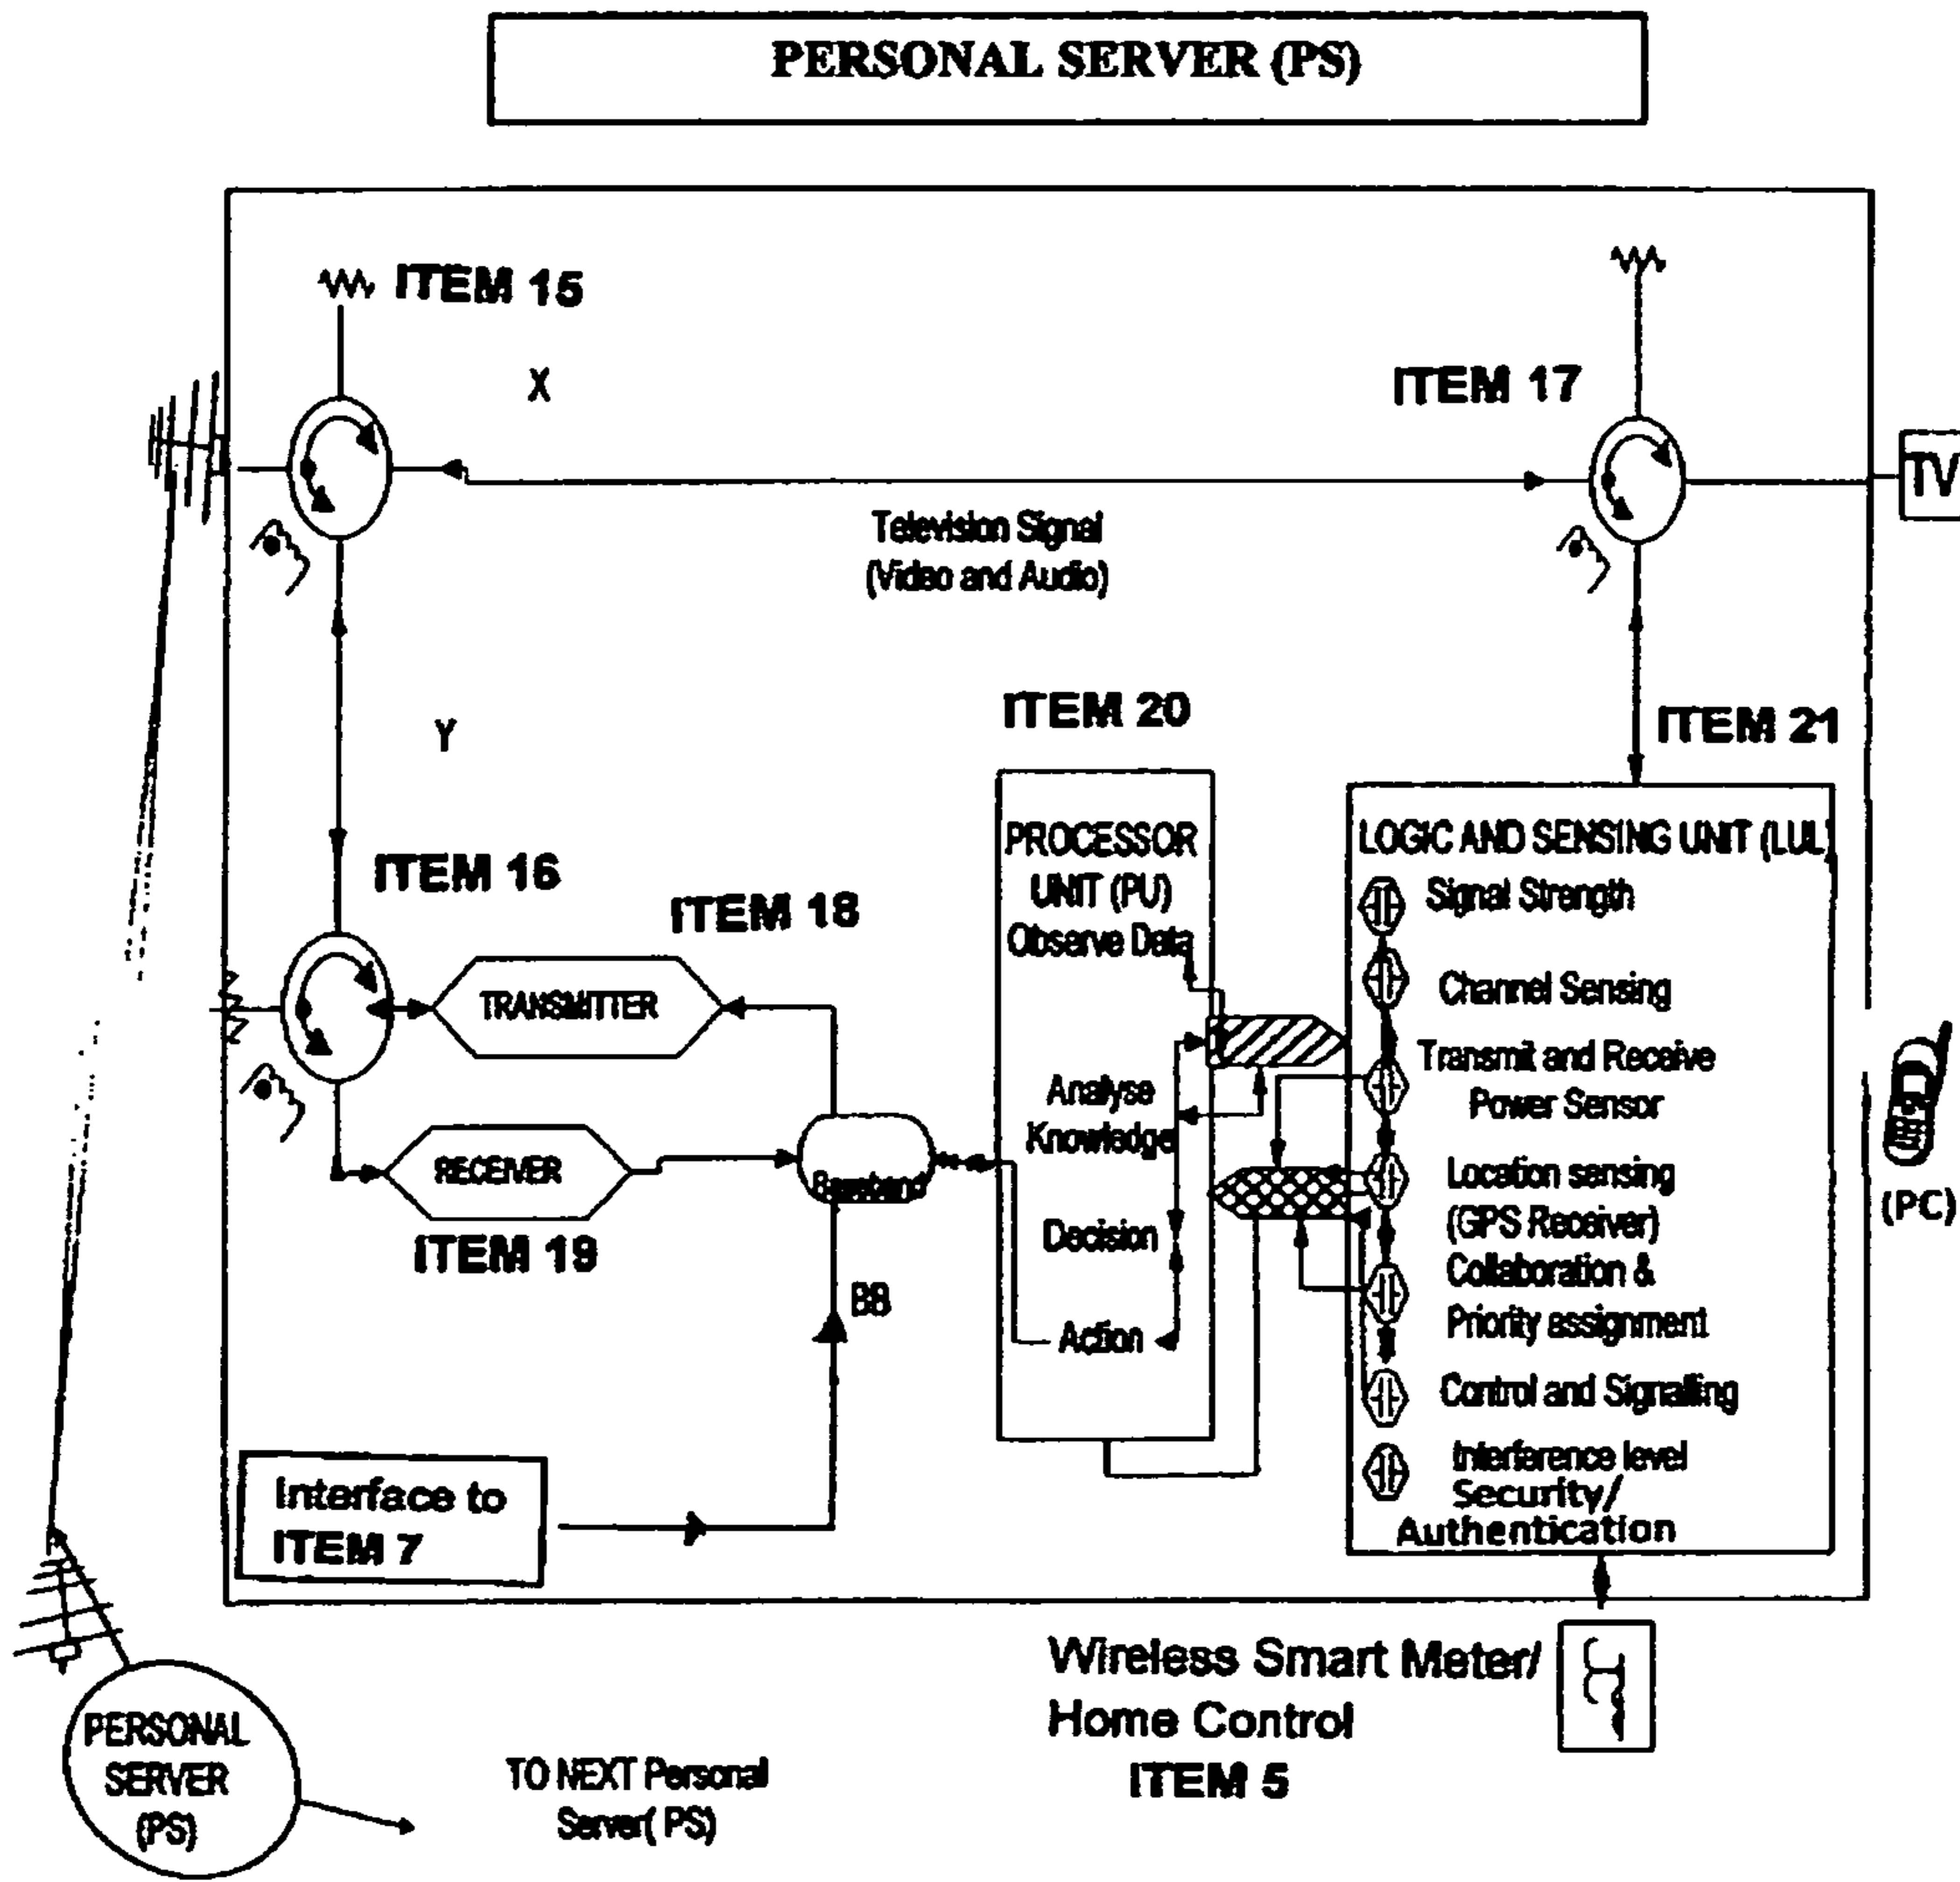 PERSONAL SERVER (PS)
ITEM 15
X
ITEM 17
TV
Television Signal
(Video and Audio)
Y
ITEM 20
ITEM 21
ITEM 16
ITEM 18
PROCESSOR
UNIT (PU)
Observe Data
LOGIC AND SENSING UNIT (LUL
Signal Strength
Channel Sensing
TRANSMITTER
Transmit and Receive
Power Sensor
Analyse
Knowledge
RECEIVER
Location sensing
(GPS Receiver)
(PC)
ITEM 19
Decision
Collaboration &
Priority assignment
BB
Action
Control and Signalling
Interference level
Security/
Authentication
Interface to
ITEM 7
Wireless Smart Meter/
Home Control
ITEM 5
PERSONAL
SERVER
(PS)
TO NEXT Personal
Server( PS)